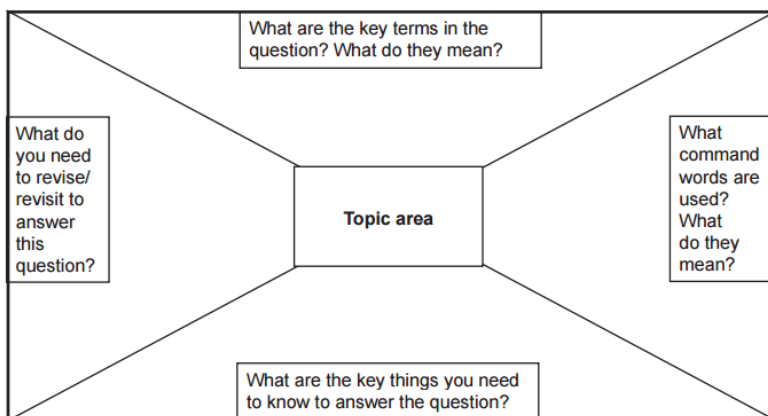 What are the key terms in the
question? What do they mean?
What do
you need
to revise/
revisit to
answer
this
question?
Topic area
What
command
words are
used?
What
do they
mean?
What are the key things you need
to know to answer the question?